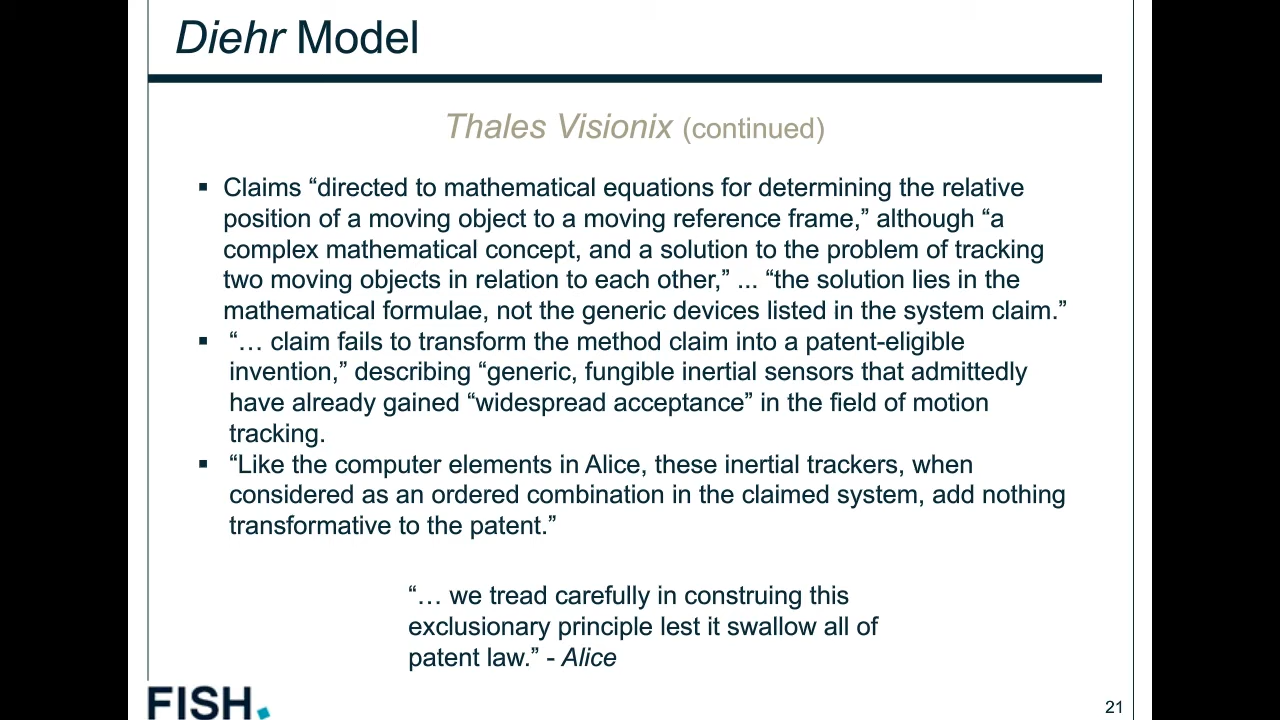 Diehr Model
Thales Visionix (continued)
▪ Claims “directed to mathematical equations for determining the relative
position of a moving object to a moving reference frame,” although “a
complex mathematical concept, and a solution to the problem of tracking
two moving objects in relation to each other,” ... “the solution lies in the
mathematical formulae, not the generic devices listed in the system claim.”
▪ “… claim fails to transform the method claim into a patent-eligible
invention,” describing “generic, fungible inertial sensors that admittedly
have already gained “widespread acceptance” in the field of motion
tracking.
▪ “Like the computer elements in Alice, these inertial trackers, when
considered as an ordered combination in the claimed system, add nothing
transformative to the patent.”
“… we tread carefully in construing this
exclusionary principle lest it swallow all of
patent law.” - Alice
FISH.
21